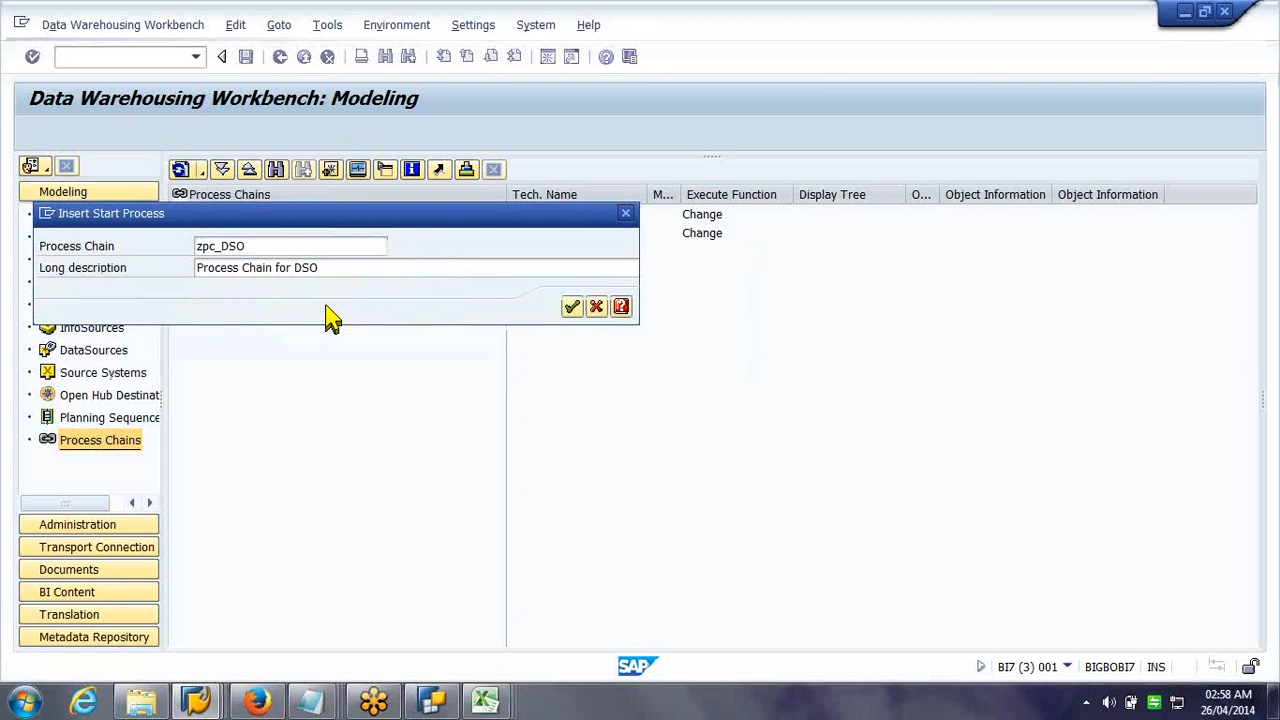 Data Warehousing Workbench Edit Goto Tools Environment Settings System Help
Data Warehousing Workbench: Modeling
Modeling
Process Chains Tech. Name M... Execute Function Display Tree O... Object Information Object Information
Insert Start Process
Change
Change
Process Chain zpc_DSO
Long description Process Chain for DSO
InfoSources
DataSources
Source Systems
Open Hub Destinat
Planning Sequence
Process Chains
Administration
Transport Connection
Documents
BI Content
Translation
Metadata Repository
SAP
BI7 (3) 001 BIGBOBI7 INS
02:58 AM
26/04/2014